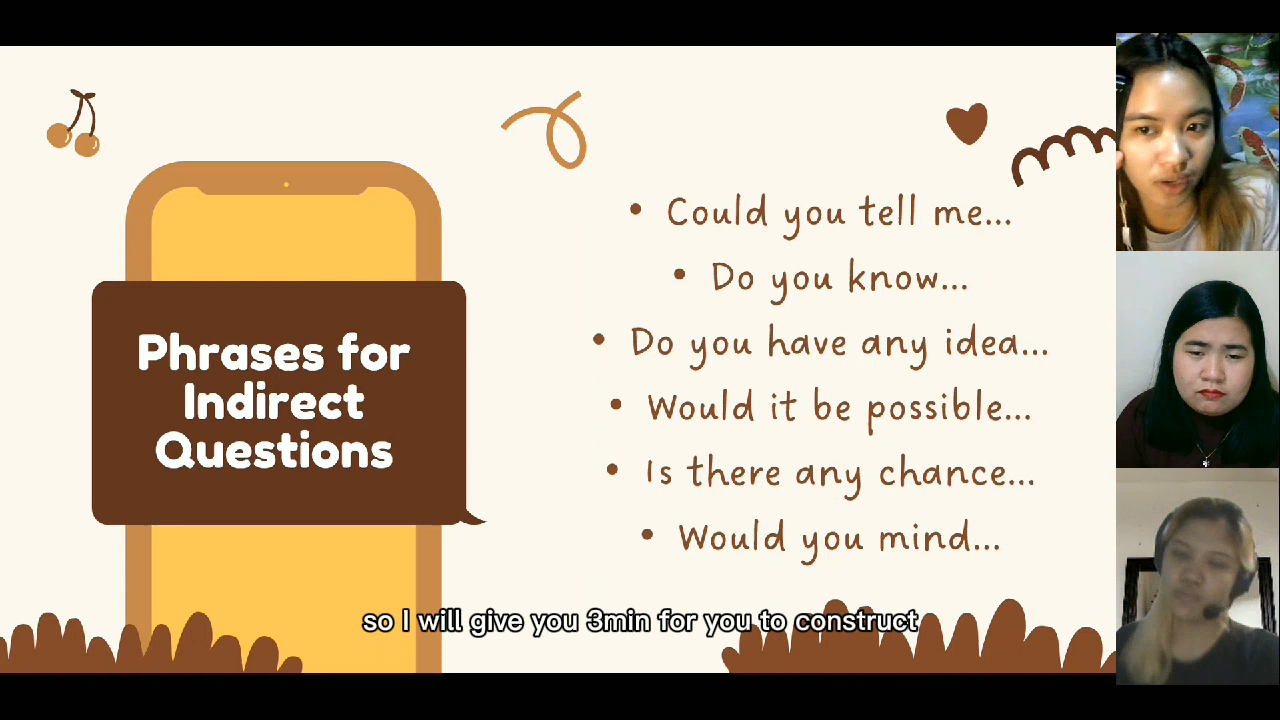 Phrases for
Indirect
Questions
• Could you tell me...
• Do you know...
• Do you have any idea...
• Would it be possible...
• Is there any chance...
• Would you mind...
so I will give you 3min for you to construct